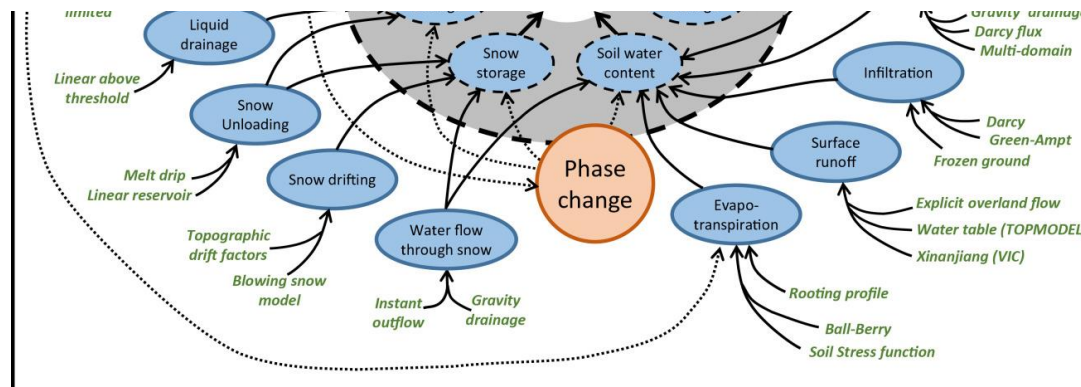 limited
Liquid
drainage
Linear above
threshold
Snow
Unloading
Melt drip
Linear reservoir
Snow drifting
Topographic
drift factors
Blowing snow
model
Water flow
through snow
Instant
outflow
Gravity
drainage
Snow
storage
Soil water
content
Phase
change
Evapo-
transpiration
Rooting profile
Ball-Berry
Soil Stress function
Surface
runoff
Explicit overland flow
Water table (TOPMODEL
Xinanjiang (VIC)
Infiltration
Darcy
Green-Ampt
Frozen ground
Gravity drainage
Darcy flux
Multi-domain